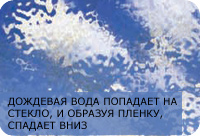 ДОЖДЕВАЯ ВОДА ПОПАДАЕТ НА
СТЕКЛО, И ОБРАЗУЯ ПЛЕНКУ,
СПАДАЕТ ВНИЗ